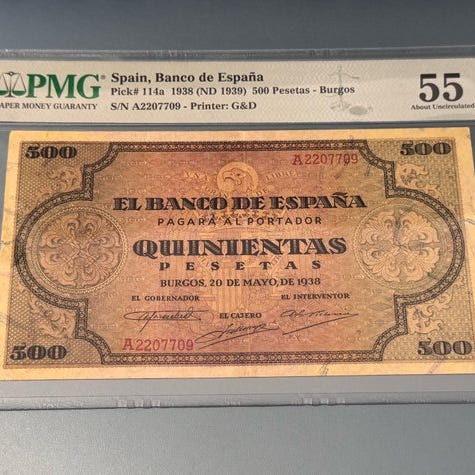 PMG
PAPER MONEY GUARANTY
Spain, Banco de España
Pick# 114a 1938 (ND 1939) 500 Pesetas - Burgos
S/N A2207709 - Printer: G&D
55
About Uncirculated
500
A2207709
500
EL BANCO DE ESPAÑA
PAGARÁ AL PORTADOR
QUINIENTAS
PESETAS
BURGOS, 20 DE MAYO, DE 1938
EL GOBERNADOR
EL CAJERO
EL INTERVENTOR
A2207709
500
500